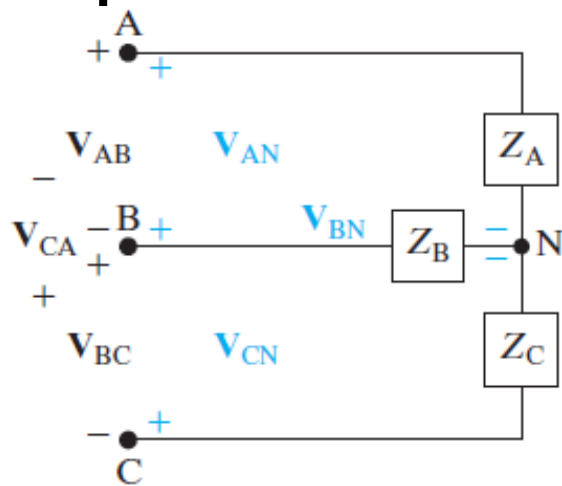 A
+ +
V_AB V_AN Z_A
−
− B + V_BN Z_B − N
V_CA + −
+
V_BC V_CN Z_C
− +
C